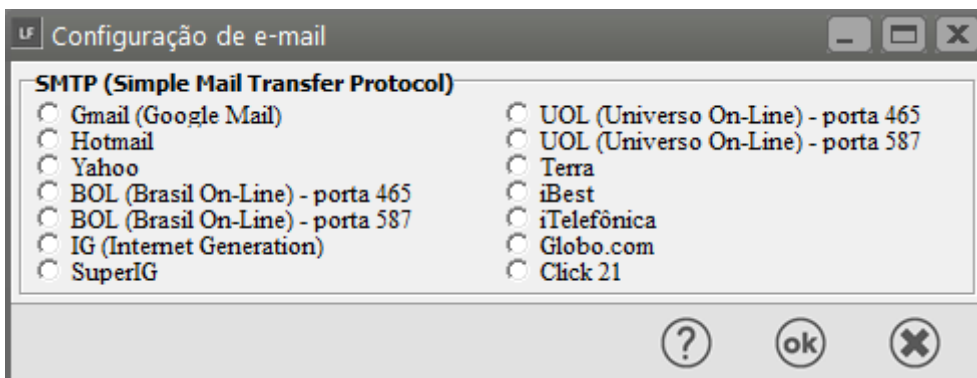 LF Configuração de e-mail
SMTP (Simple Mail Transfer Protocol)
Gmail (Google Mail)
Hotmail
Yahoo
BOL (Brasil On-Line) - porta 465
BOL (Brasil On-Line) - porta 587
IG (Internet Generation)
SuperIG
UOL (Universo On-Line) - porta 465
UOL (Universo On-Line) - porta 587
Terra
iBest
iTelefônica
Globo.com
Click 21
? ok